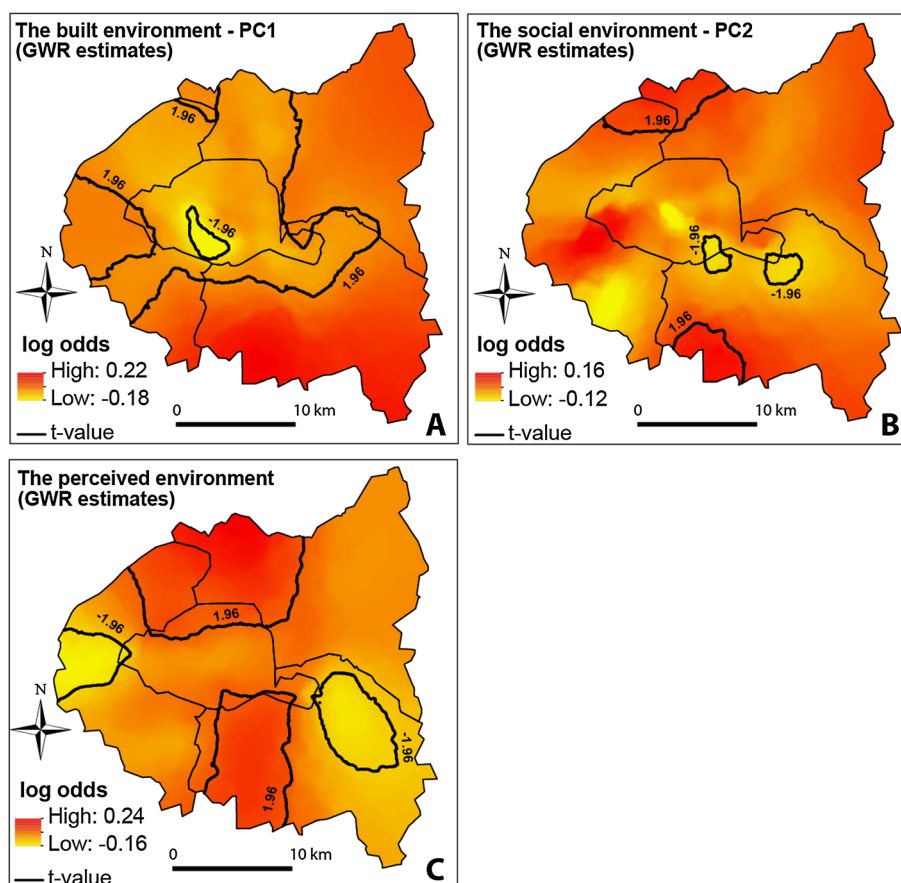 The built environment - PC1
(GWR estimates)
1.96
1.96
-1.96
1.96
N
log odds
High: 0.22
Low: -0.18
t-value
0 10 km
A
The social environment - PC2
(GWR estimates)
1.96
-1.96
-1.96
1.96
N
log odds
High: 0.16
Low: -0.12
t-value
0 10 km
B
The perceived environment
(GWR estimates)
-1.96
1.96
-1.96
1.96
N
log odds
High: 0.24
Low: -0.16
t-value
0 10 km
C